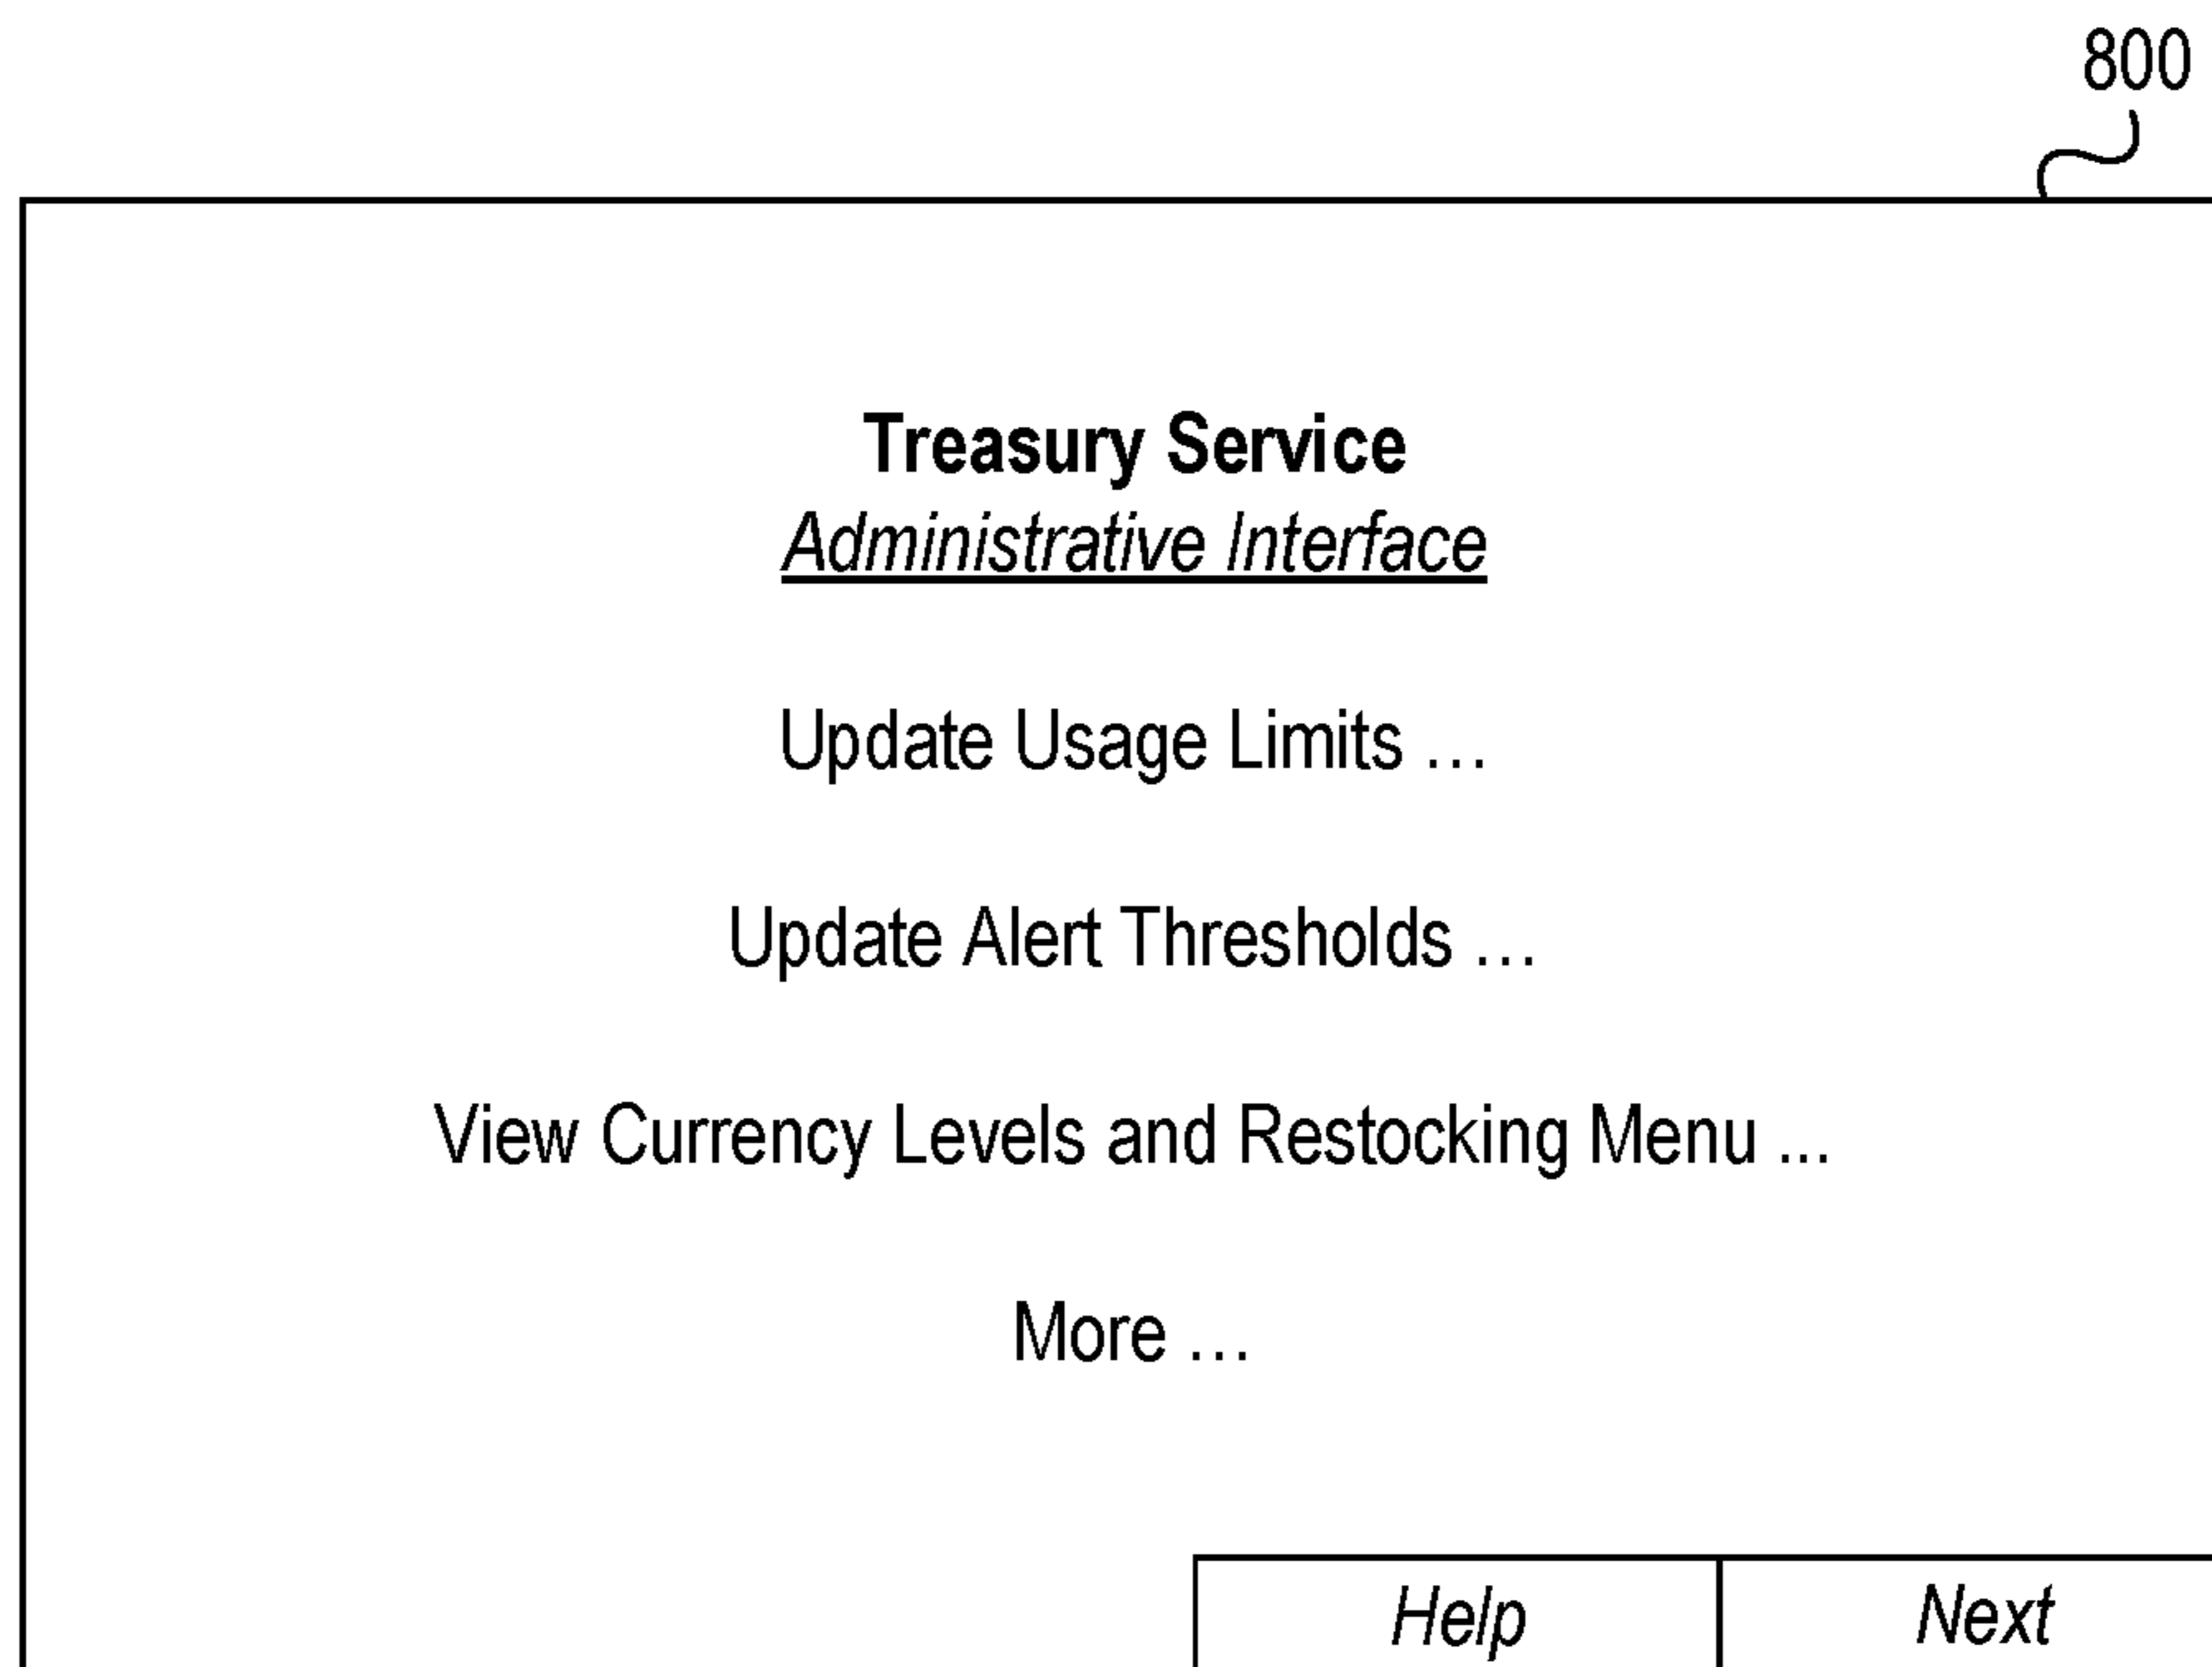 800
Treasury Service
Administrative Interface
Update Usage Limits ...
Update Alert Thresholds ...
View Currency Levels and Restocking Menu ...
More ...
Help Next